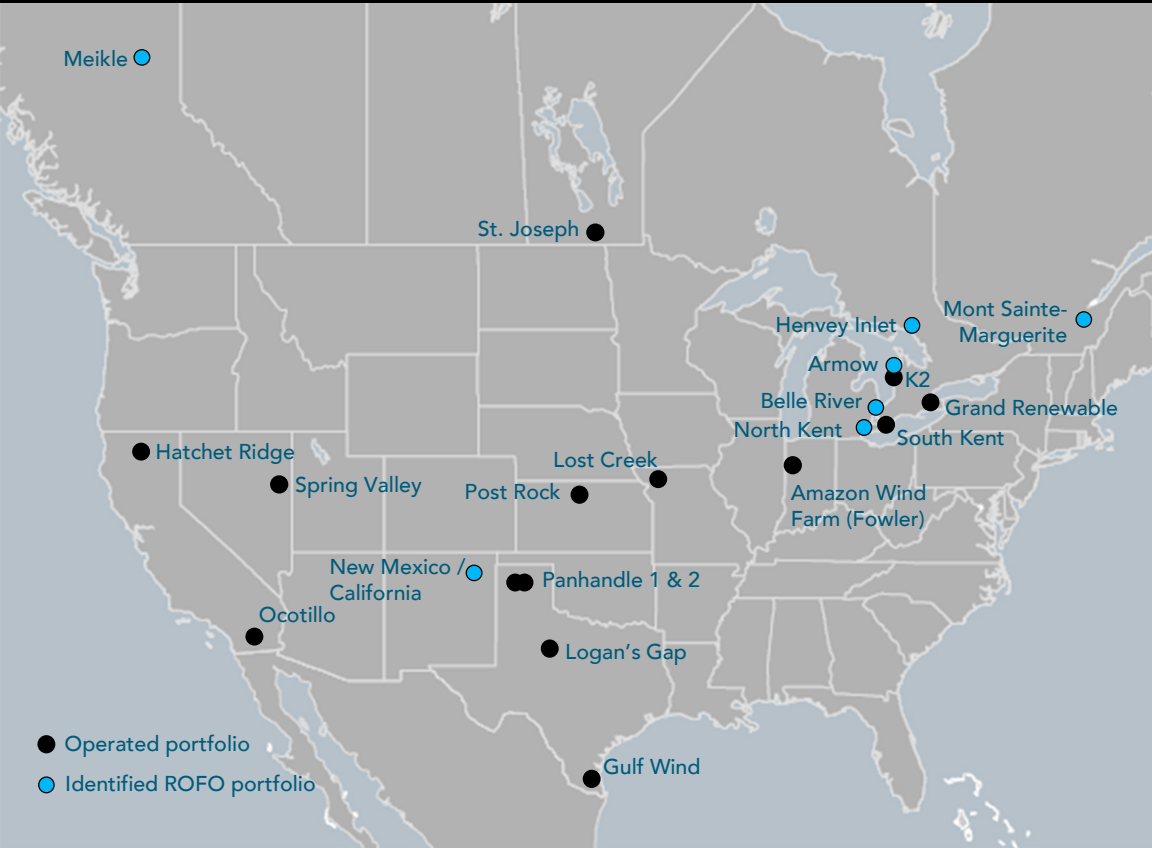 Meikle
St. Joseph
Mont Sainte-
Marguerite
Henvey Inlet
Armow
K2
Belle River
Grand Renewable
North Kent
South Kent
Hatchet Ridge
Lost Creek
Spring Valley
Post Rock
Amazon Wind
Farm (Fowler)
New Mexico /
California
Panhandle 1 & 2
Ocotillo
Logan's Gap
Gulf Wind
Operated portfolio
Identified ROFO portfolio